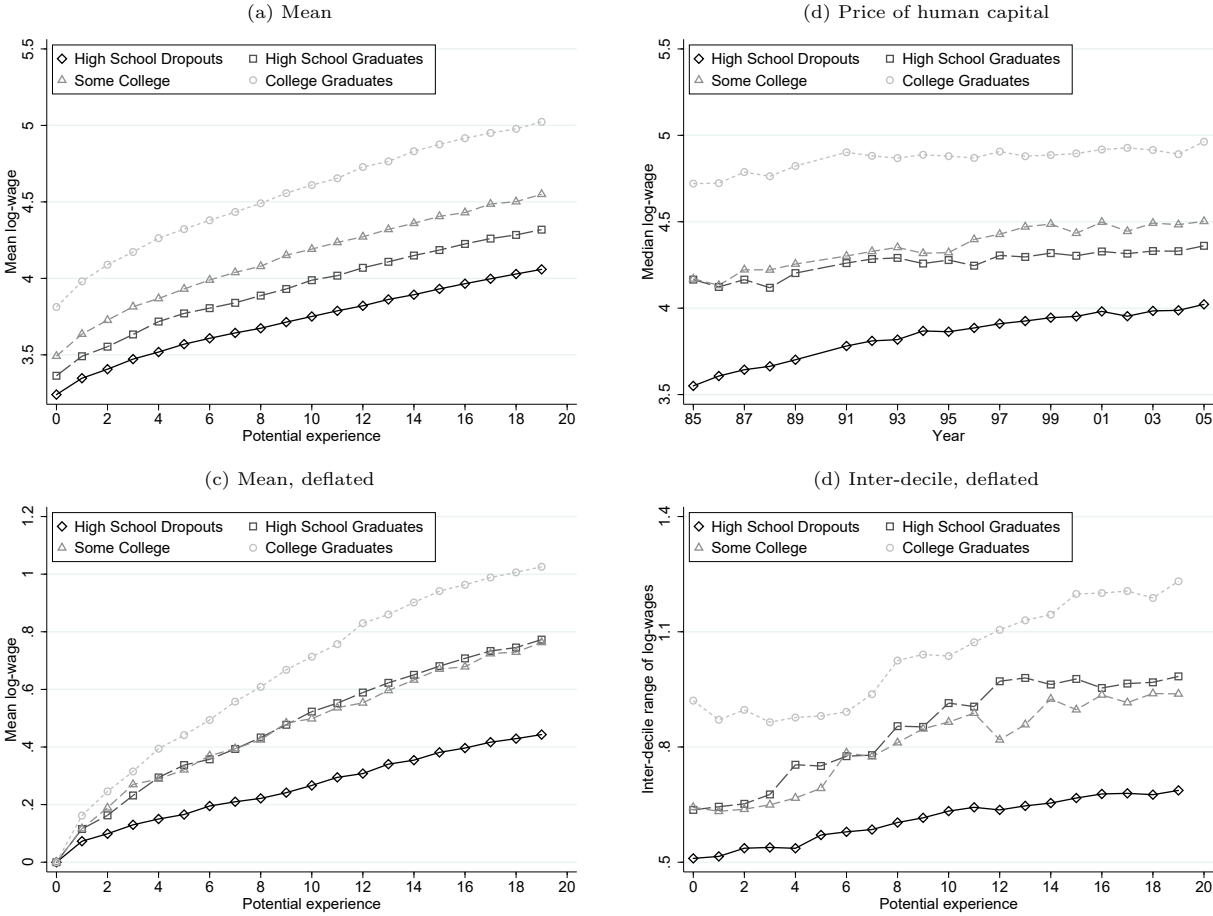 (a) Mean
5.5
5
4.5
4
3.5
Mean log-wage
High School Dropouts High School Graduates
Some College College Graduates
0 2 4 6 8 10 12 14 16 18 20
Potential experience
(d) Price of human capital
5.5
5
4.5
4
3.5
Median log-wage
High School Dropouts High School Graduates
Some College College Graduates
85 87 89 91 93 95 97 99 01 03 05
Year
(c) Mean, deflated
1.2
1
.8
.6
.4
.2
0
Mean log-wage
High School Dropouts High School Graduates
Some College College Graduates
0 2 4 6 8 10 12 14 16 18 20
Potential experience
(d) Inter-decile, deflated
1.4
1.1
.8
.5
Inter-decile range of log-wages
High School Dropouts High School Graduates
Some College College Graduates
0 2 4 6 8 10 12 14 16 18 20
Potential experience